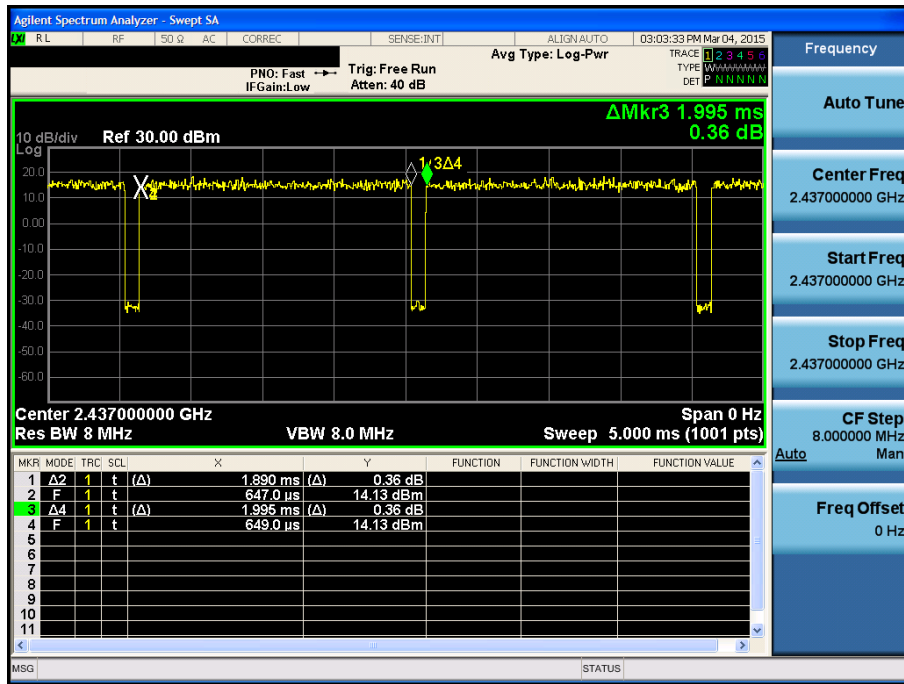 Agilent Spectrum Analyzer - Swept SA
LXI RL RF 50 Ω AC CORREC SENSE:INT ALIGN AUTO 03:03:33 PM Mar 04, 2015
Frequency
Avg Type: Log-Pwr TRACE 1 2 3 4 5 6
PNO: Fast Trig: Free Run TYPE WWWWWW
IFGain:Low Atten: 40 dB DET P N N N N N
Auto Tune
ΔMkr3 1.995 ms
10 dB/div Ref 30.00 dBm 0.36 dB
Log
1 3Δ4
20.0
2
10.0
0.00
-10.0
-20.0
-30.0
-40.0
-50.0
-60.0
Center Freq
2.437000000 GHz
Start Freq
2.437000000 GHz
Stop Freq
2.437000000 GHz
Center 2.437000000 GHz Span 0 Hz
Res BW 8 MHz VBW 8.0 MHz Sweep 5.000 ms (1001 pts)
CF Step
8.000000 MHz
Auto Man
MKR MODE TRC SCL X Y FUNCTION FUNCTION WIDTH FUNCTION VALUE
1 Δ2 1 t (Δ) 1.890 ms (Δ) 0.36 dB
2 F 1 t 647.0 µs 14.13 dBm
3 Δ4 1 t (Δ) 1.995 ms (Δ) 0.36 dB
4 F 1 t 649.0 µs 14.13 dBm
5
6
7
8
9
10
11
Freq Offset
0 Hz
MSG STATUS